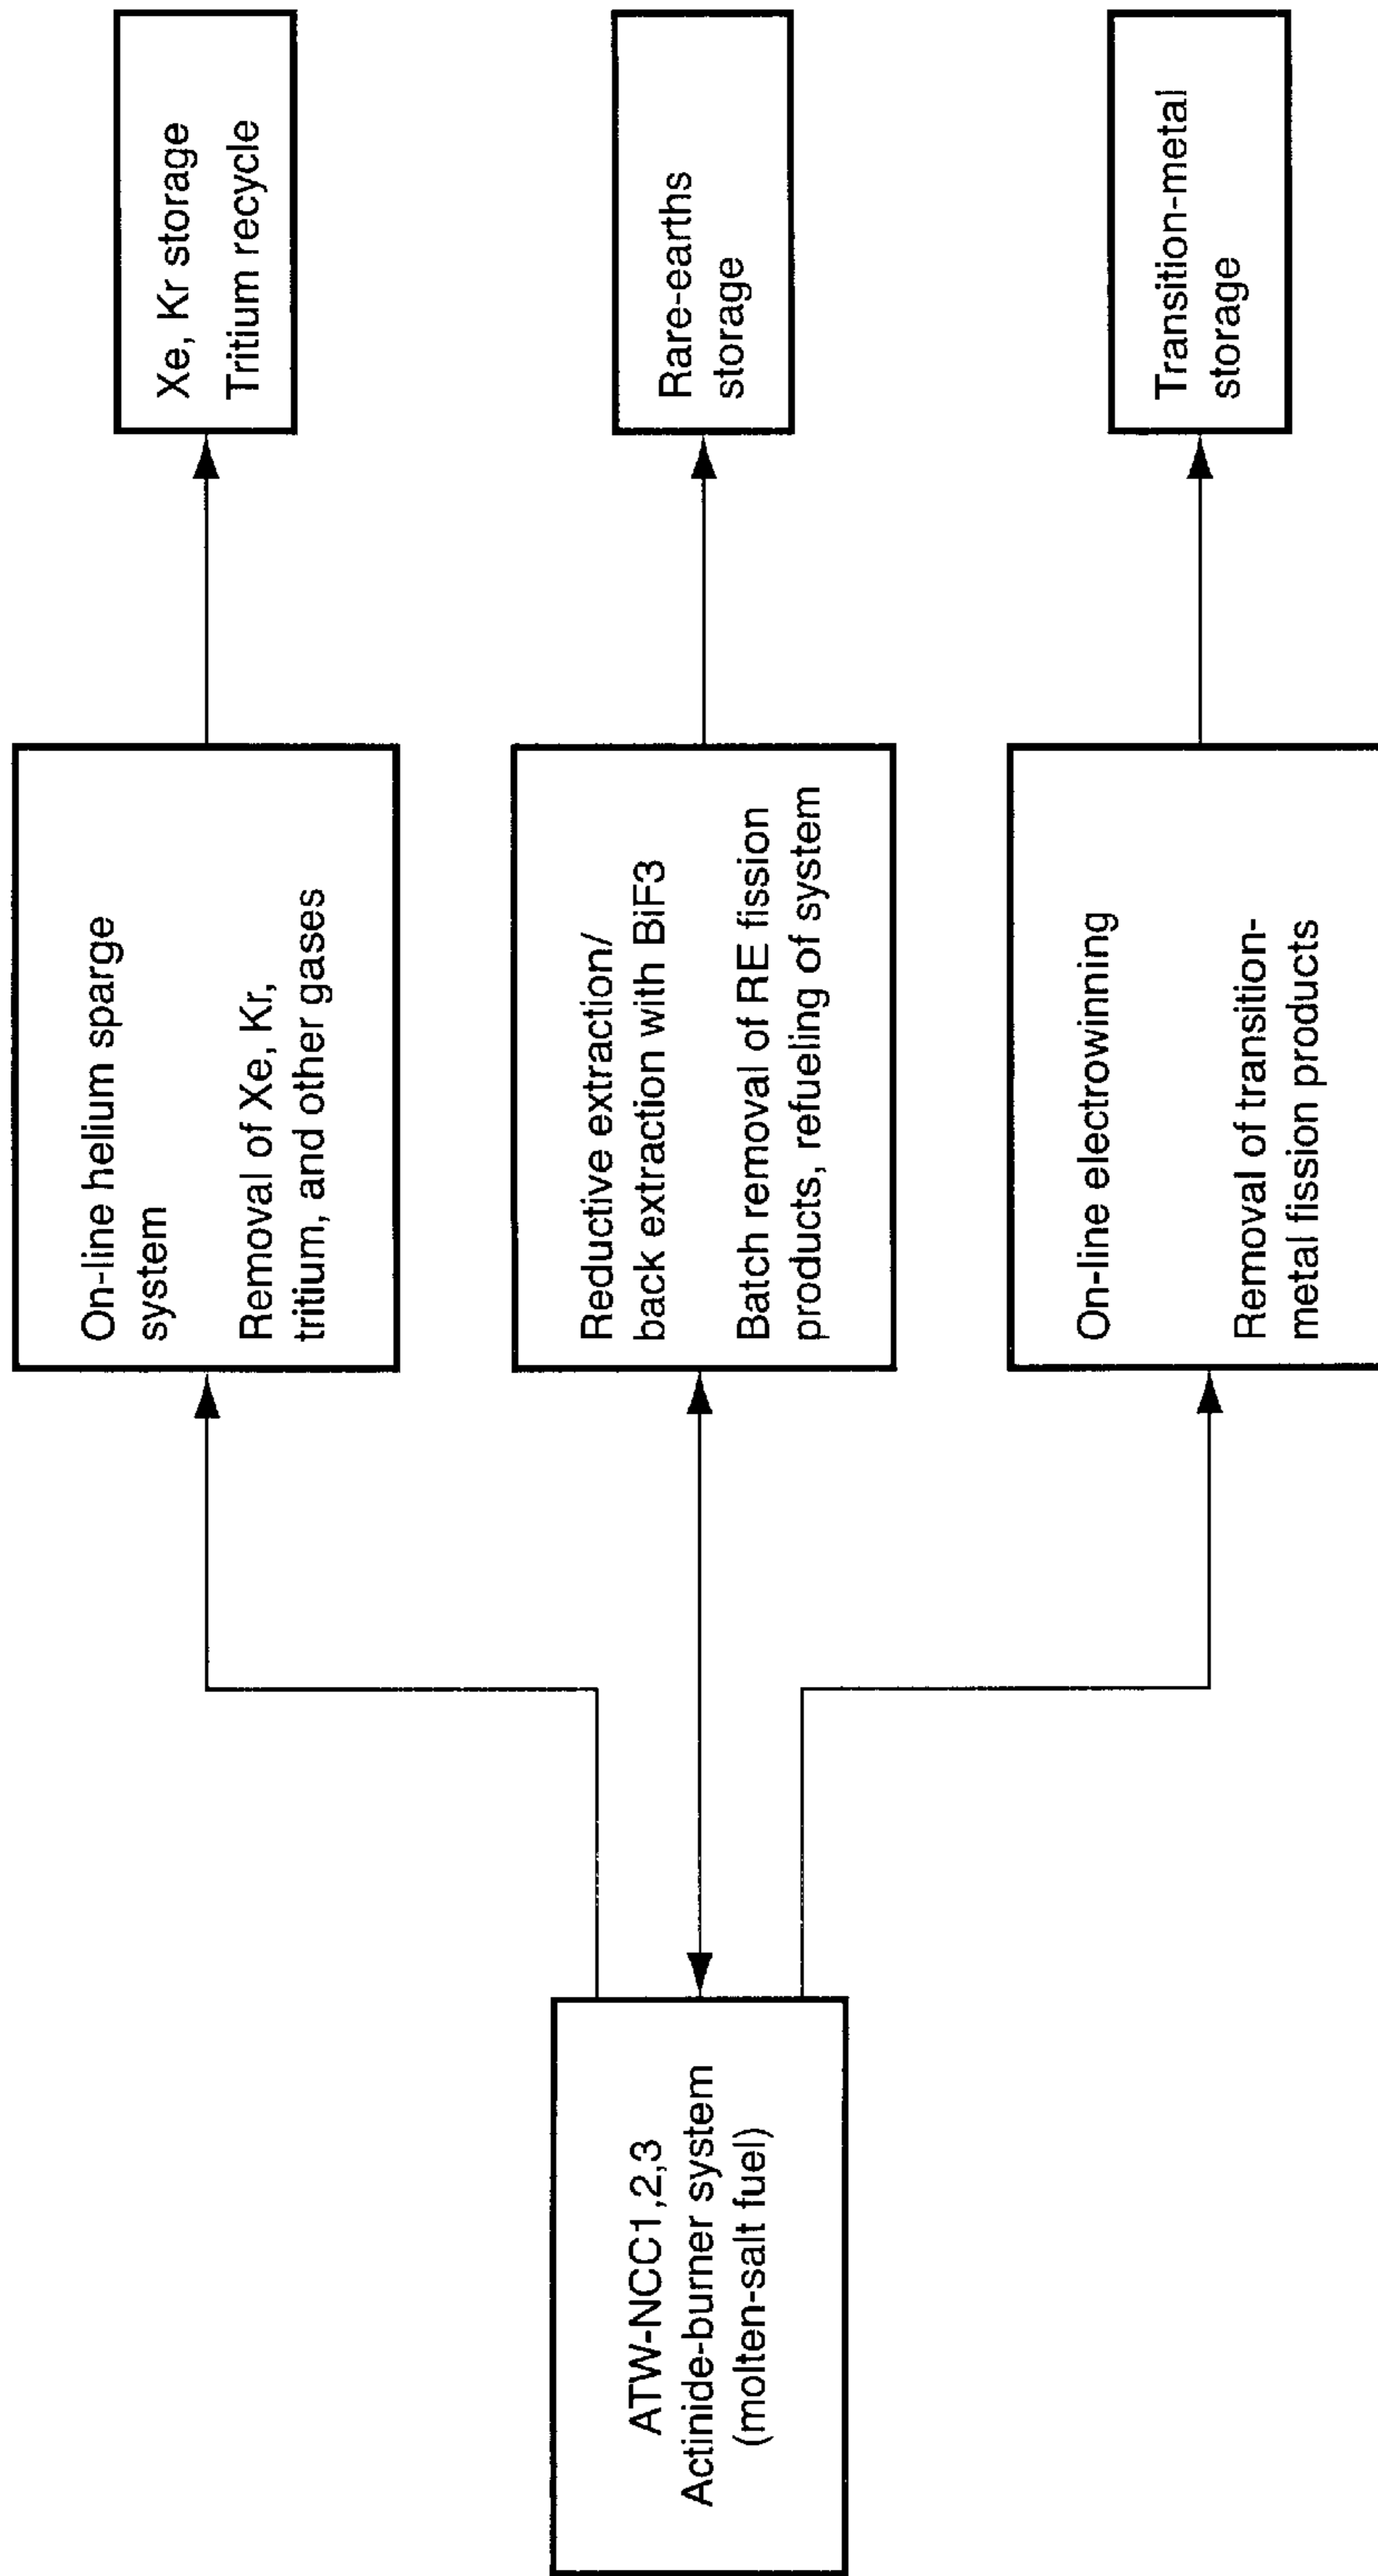 ATW-NCC1,2,3
Actinide-burner system
(molten-salt fuel)
On-line helium sparge
system
Removal of Xe, Kr,
tritium, and other gases
Xe, Kr storage
Tritium recycle
Reductive extraction/
back extraction with BiF3
Batch removal of RE fission
products, refueling of system
Rare-earths
storage
On-line electrowinning
Removal of transition-
metal fission products
Transition-metal
storage